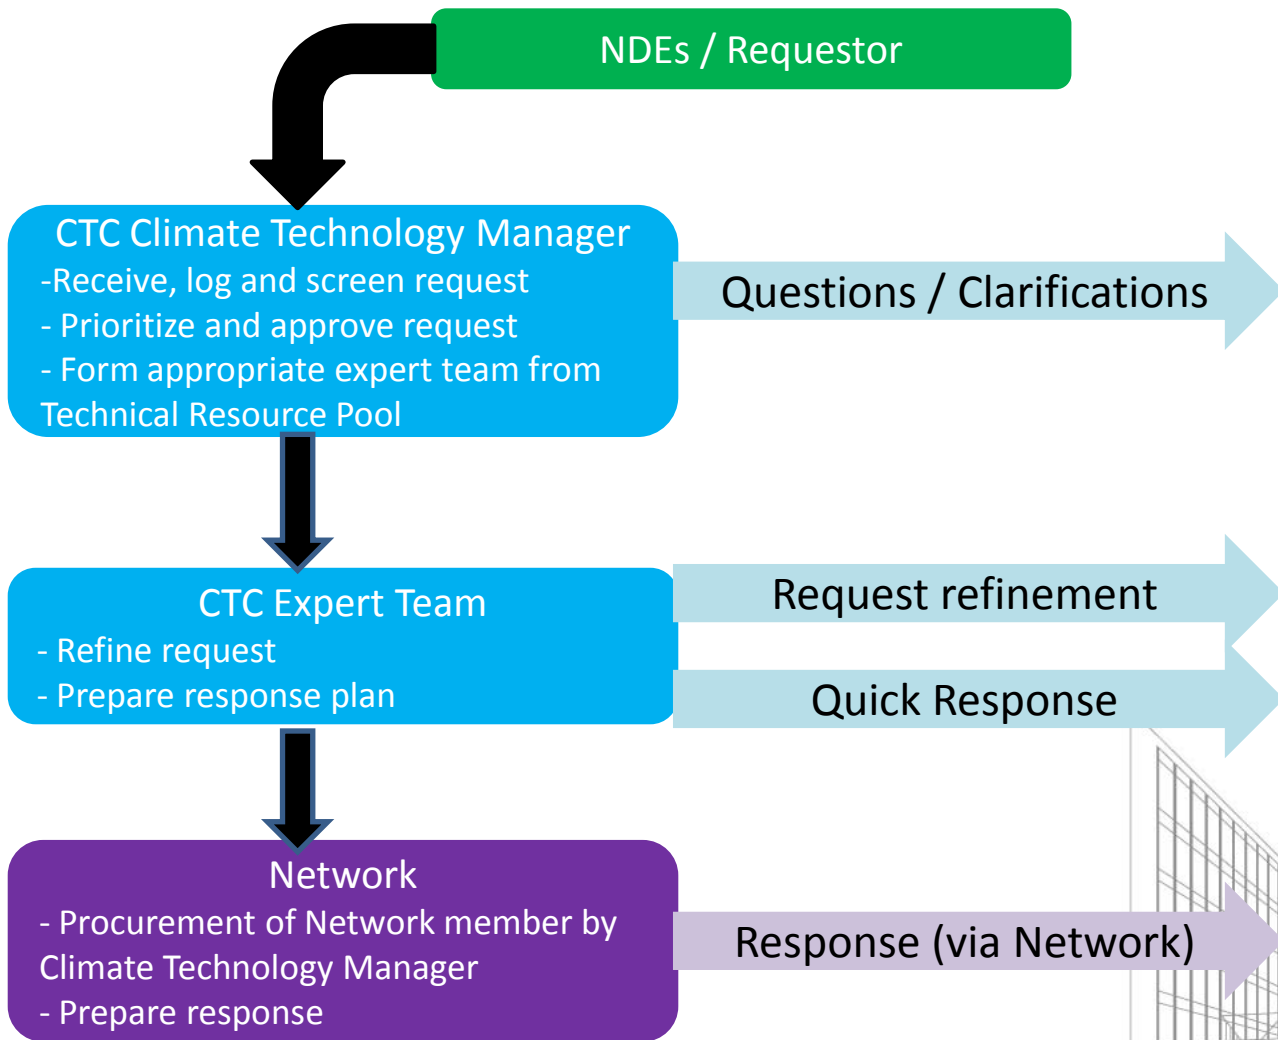 NDEs / Requestor
CTC Climate Technology Manager
-Receive, log and screen request
- Prioritize and approve request
- Form appropriate expert team from
Technical Resource Pool
Questions / Clarifications
CTC Expert Team
- Refine request
- Prepare response plan
Request refinement
Quick Response
Network
- Procurement of Network member by
Climate Technology Manager
- Prepare response
Response (via Network)